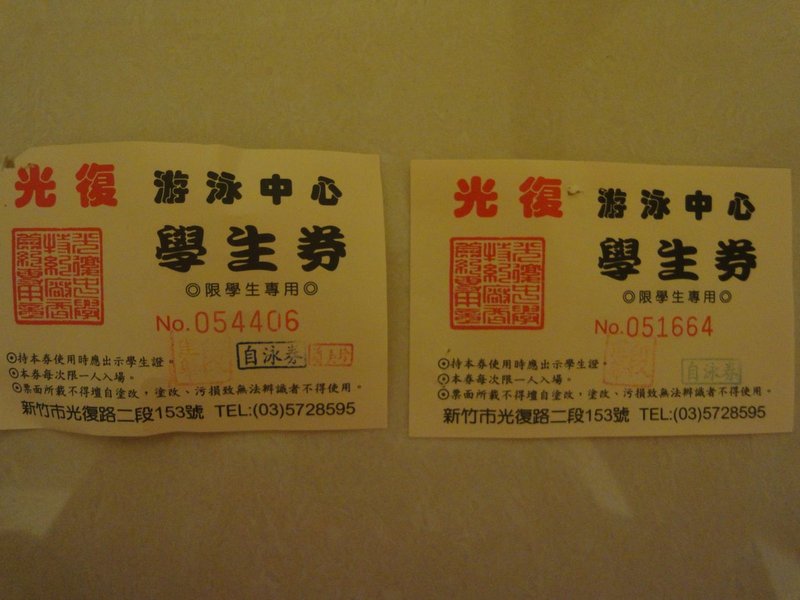 光復 游泳中心
學生券
◎限學生專用◎
No.054406
自泳券
⊙持本券使用時應出示學生證。
⊙本券每次限一人入場。
⊙票面所載不得擅自塗改，塗改、污損致無法辨識者不得使用。
新竹市光復路二段153號 TEL:(03)5728595
光復 游泳中心
學生券
◎限學生專用◎
No.051664
自泳券
⊙持本券使用時應出示學生證。
⊙本券每次限一人入場。
⊙票面所載不得擅自塗改，塗改、污損致無法辨識者不得使用。
新竹市光復路二段153號 TEL:(03)5728595